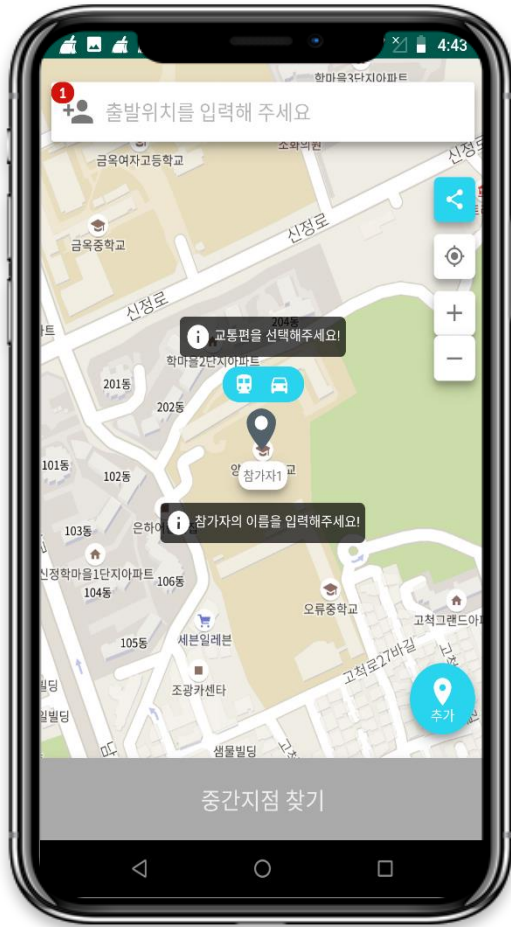 4:43
학마을3단지아파트
1
출발위치를 입력해 주세요
소화의원
신정로
금옥여자고등학교
금옥중학교
신정로
신정로
204동
교통편을 선택해주세요!
학마을2단지아파트
201동
202동
참가자1
101동
102동
참가자의 이름을 입력해주세요!
103동
신정학마을1단지아파트
104동
106동
오류중학교
고척그랜드아
105동
세븐일레븐
고척로27바길
조광카센타
추가
샘물빌딩
중간지점 찾기